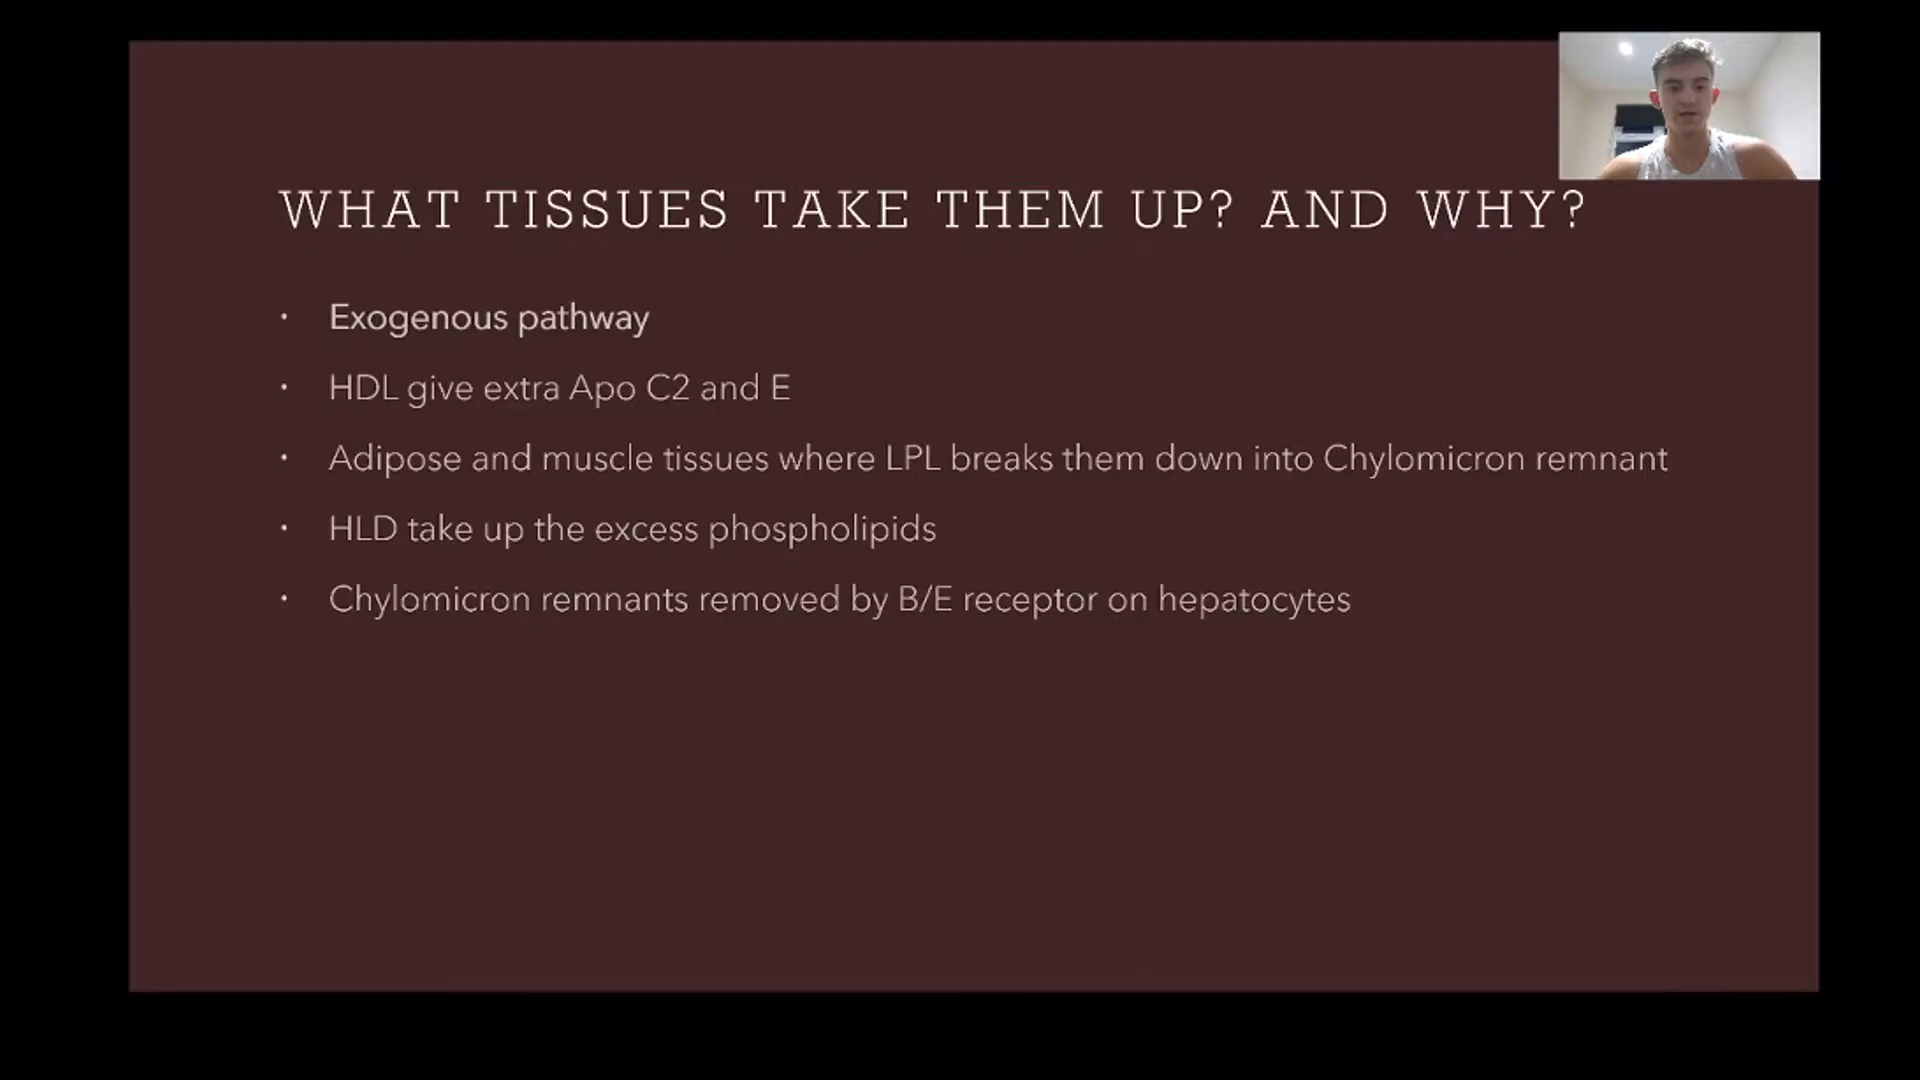 WHAT TISSUES TAKE THEM UP? AND WHY?
• Exogenous pathway
• HDL give extra Apo C2 and E
• Adipose and muscle tissues where LPL breaks them down into Chylomicron remnant
• HLD take up the excess phospholipids
• Chylomicron remnants removed by B/E receptor on hepatocytes